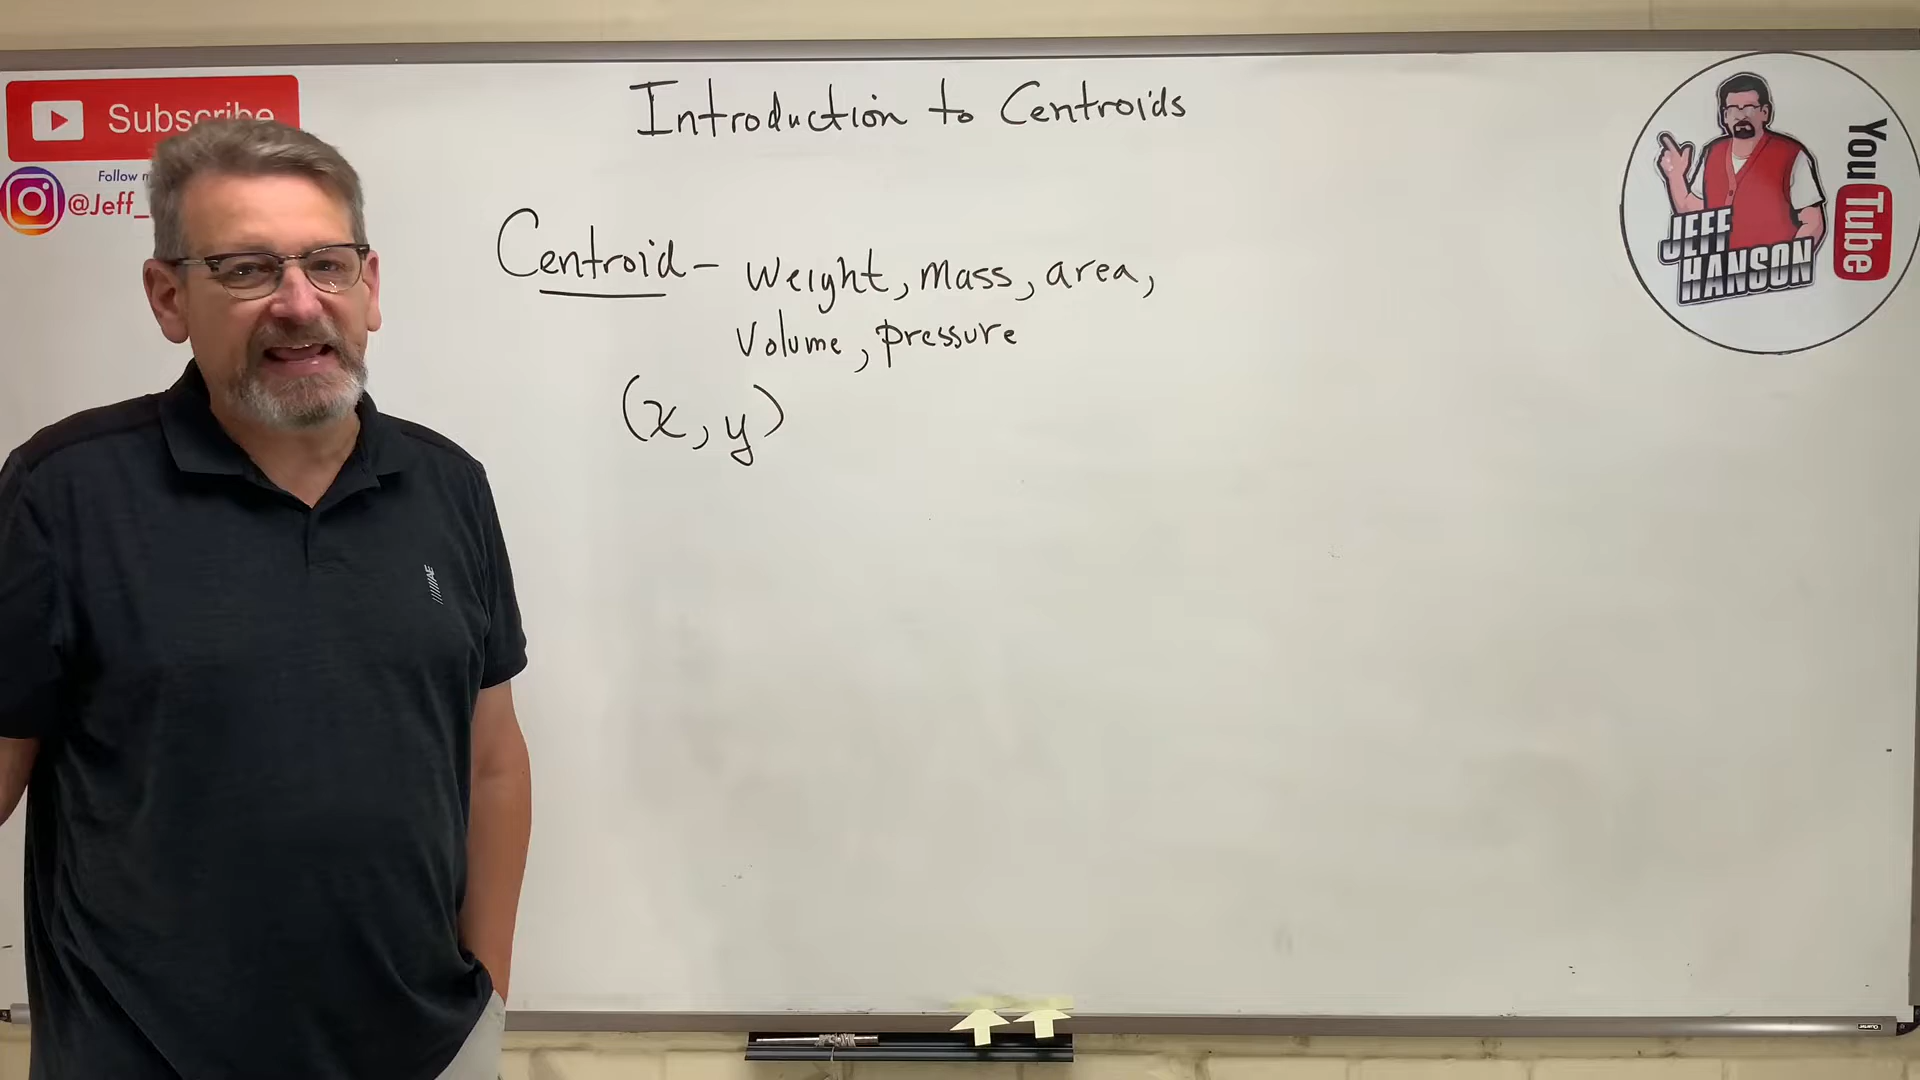 Introduction to Centroids
Subscribe
Follow m
@Jeff_
Centroid - Weight, mass, area,
Volume, pressure
(x, y)
JEFF
HANSON
YouTube